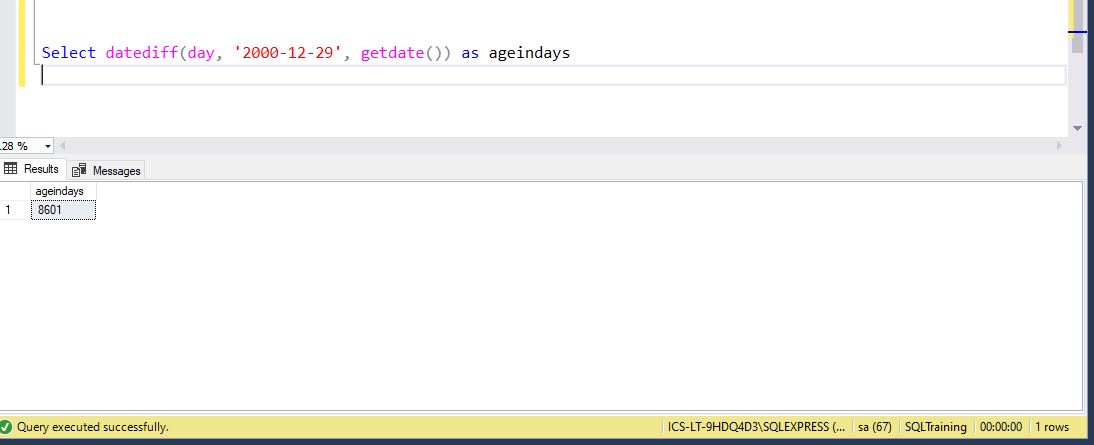 Select datediff(day, '2000-12-29', getdate()) as ageindays
.28 %
Results Messages
ageindays
1 8601
Query executed successfully. ICS-LT-9HDQ4D3\SQLEXPRESS (... sa (67) SQLTraining 00:00:00 1 rows